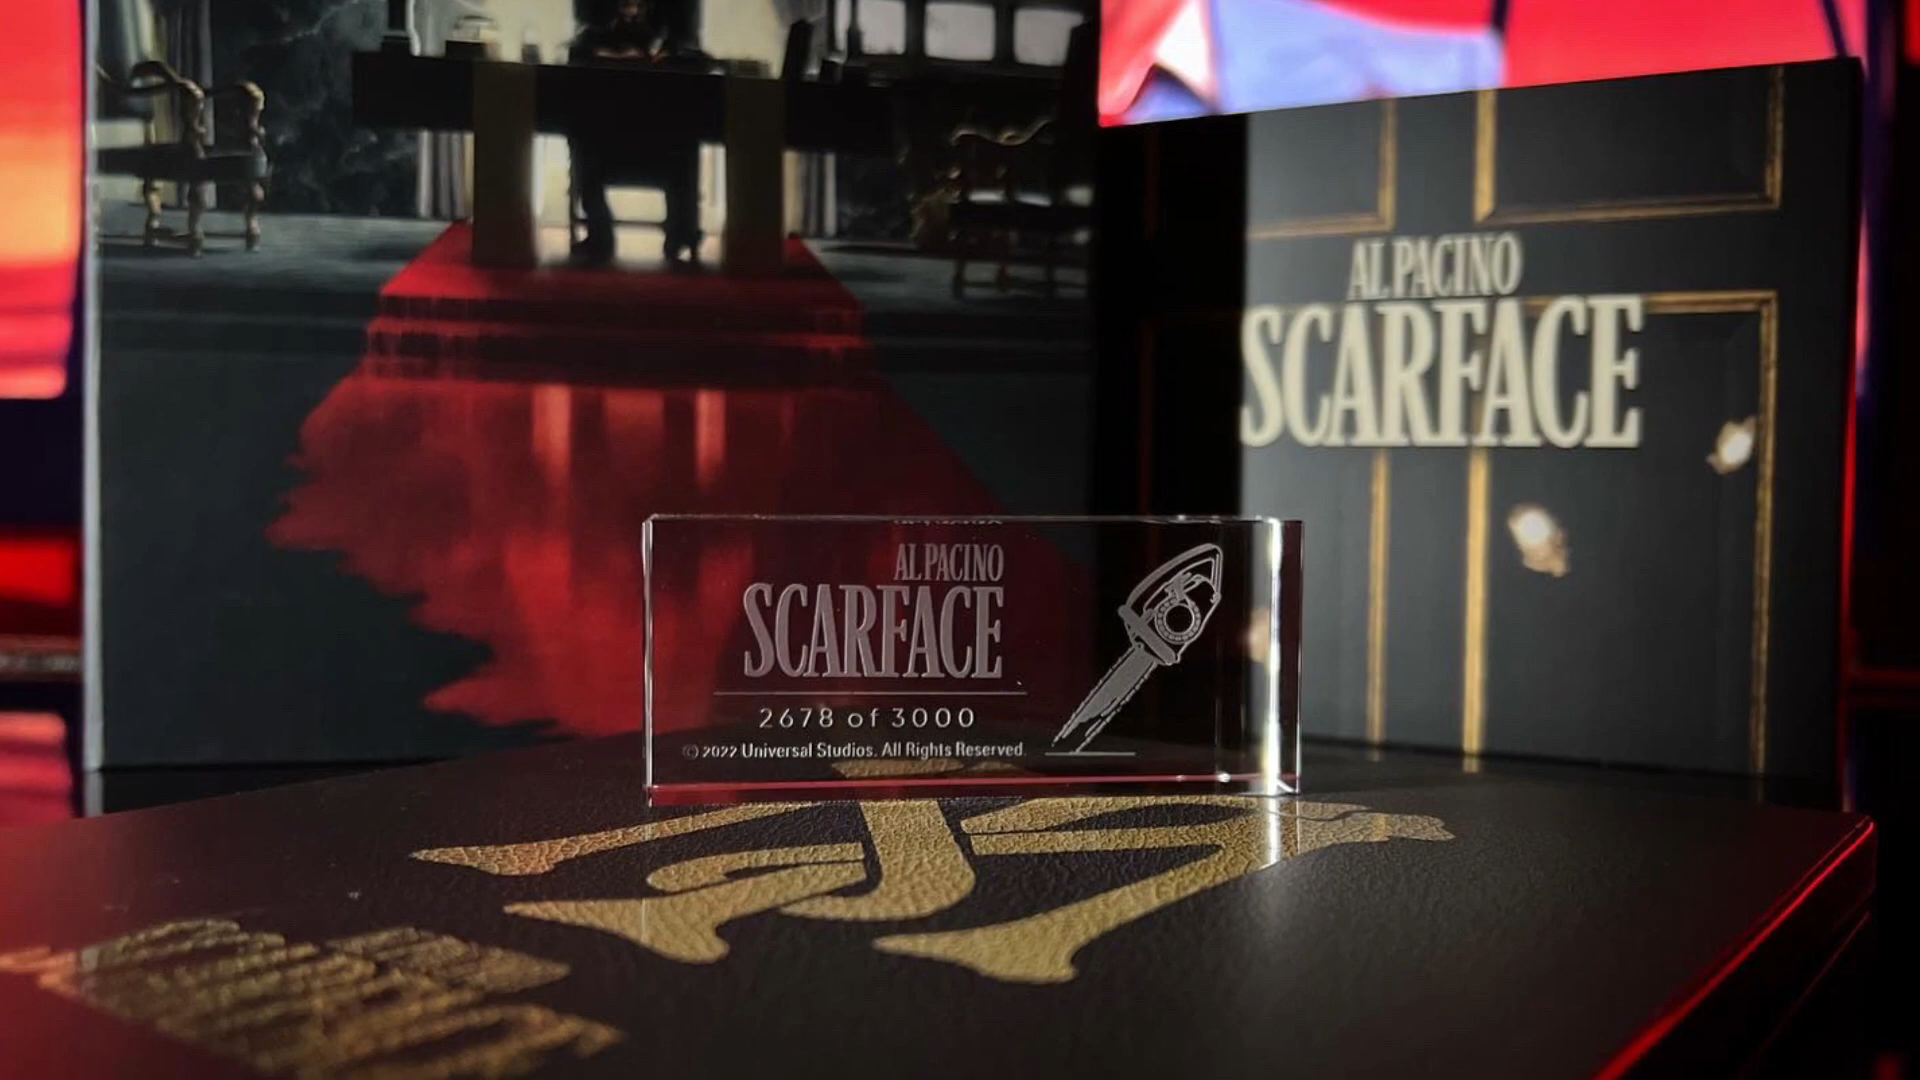 AL PACINO
SCARFACE
AL PACINO
SCARFACE
2678 of 3000
© 2022 Universal Studios. All Rights Reserved.